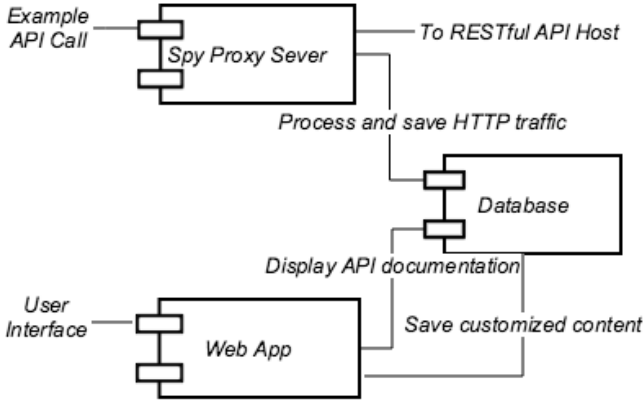 Example
API Call
Spy Proxy Sever
To RESTful API Host
Process and save HTTP traffic
Database
Display API documentation
User
Interface
Web App
Save customized content